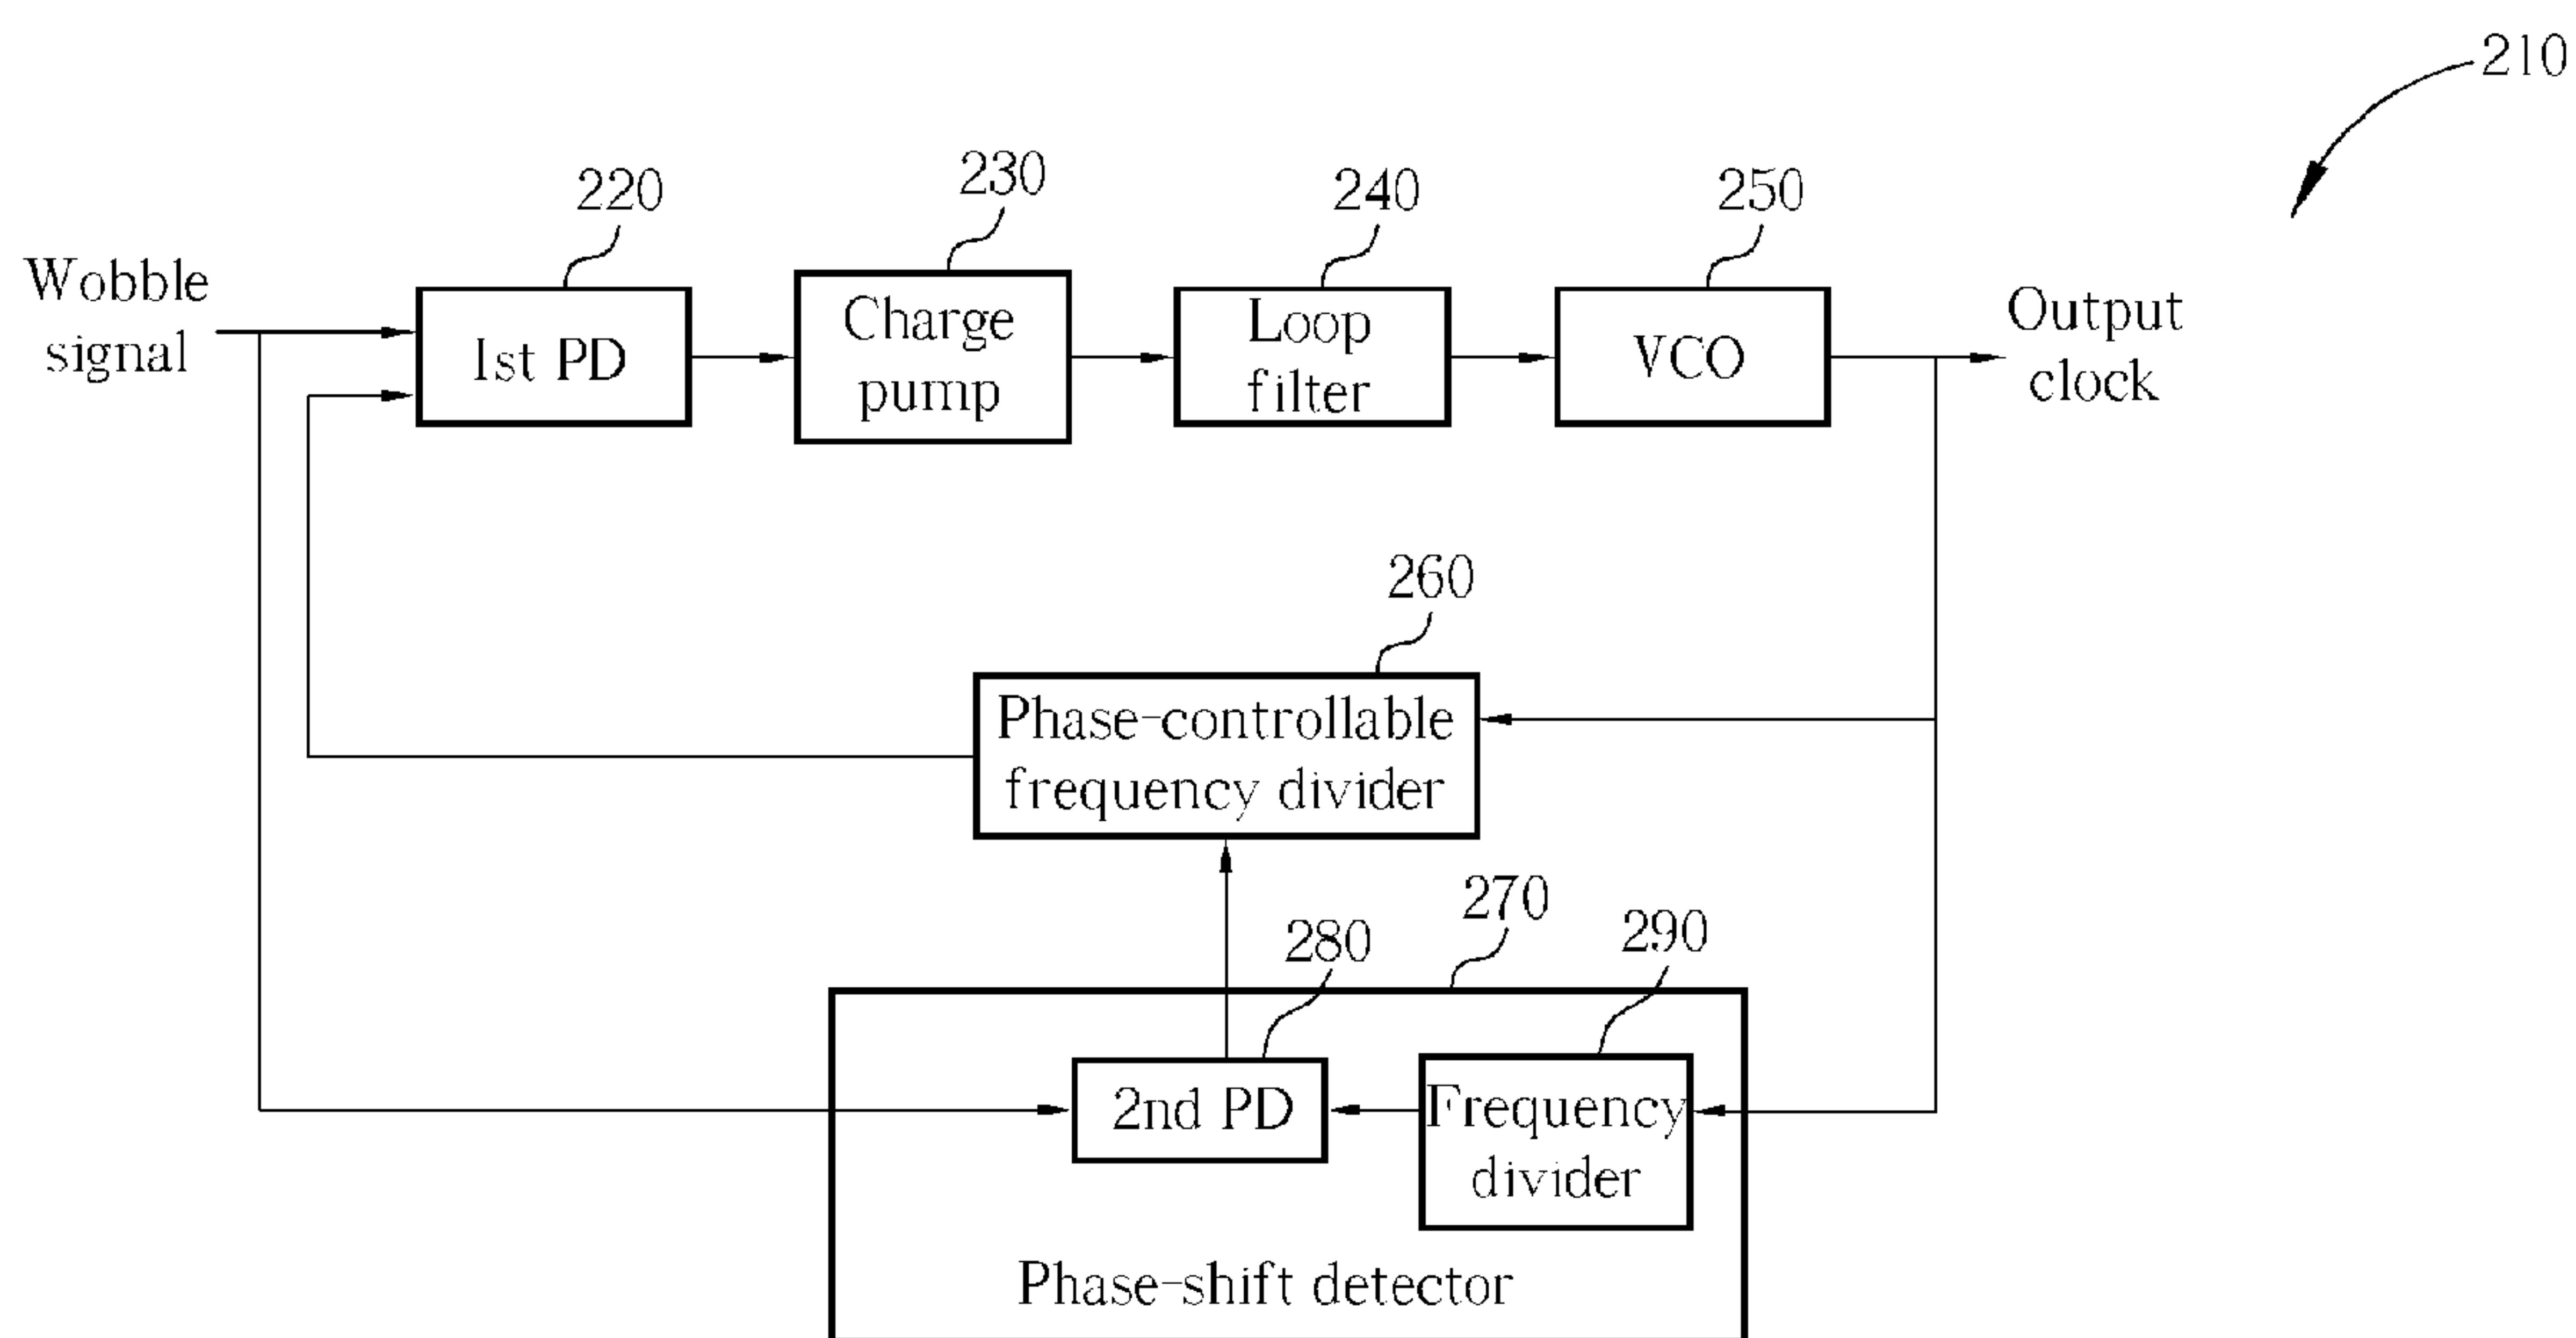 210
220
230
240
250
Wobble
signal
1st PD
Charge
pump
Loop
filter
VCO
Output
clock
260
Phase-controllable
frequency divider
270
280
290
2nd PD
Frequency
divider
Phase-shift detector